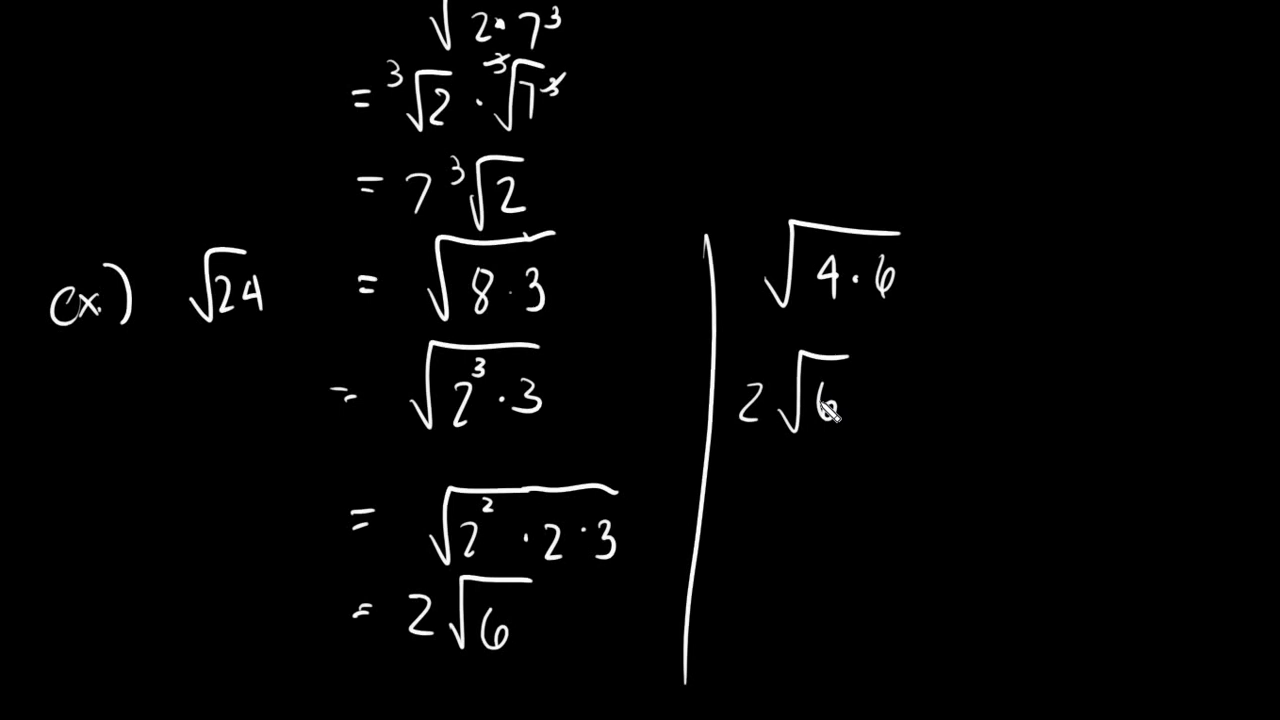 √2·7³
= ³√2 · ³√7³
= 7 ³√2
ex) √24 = √8·3
= √2³·3
= √2²·2·3
= 2√6
√4·6
2√6